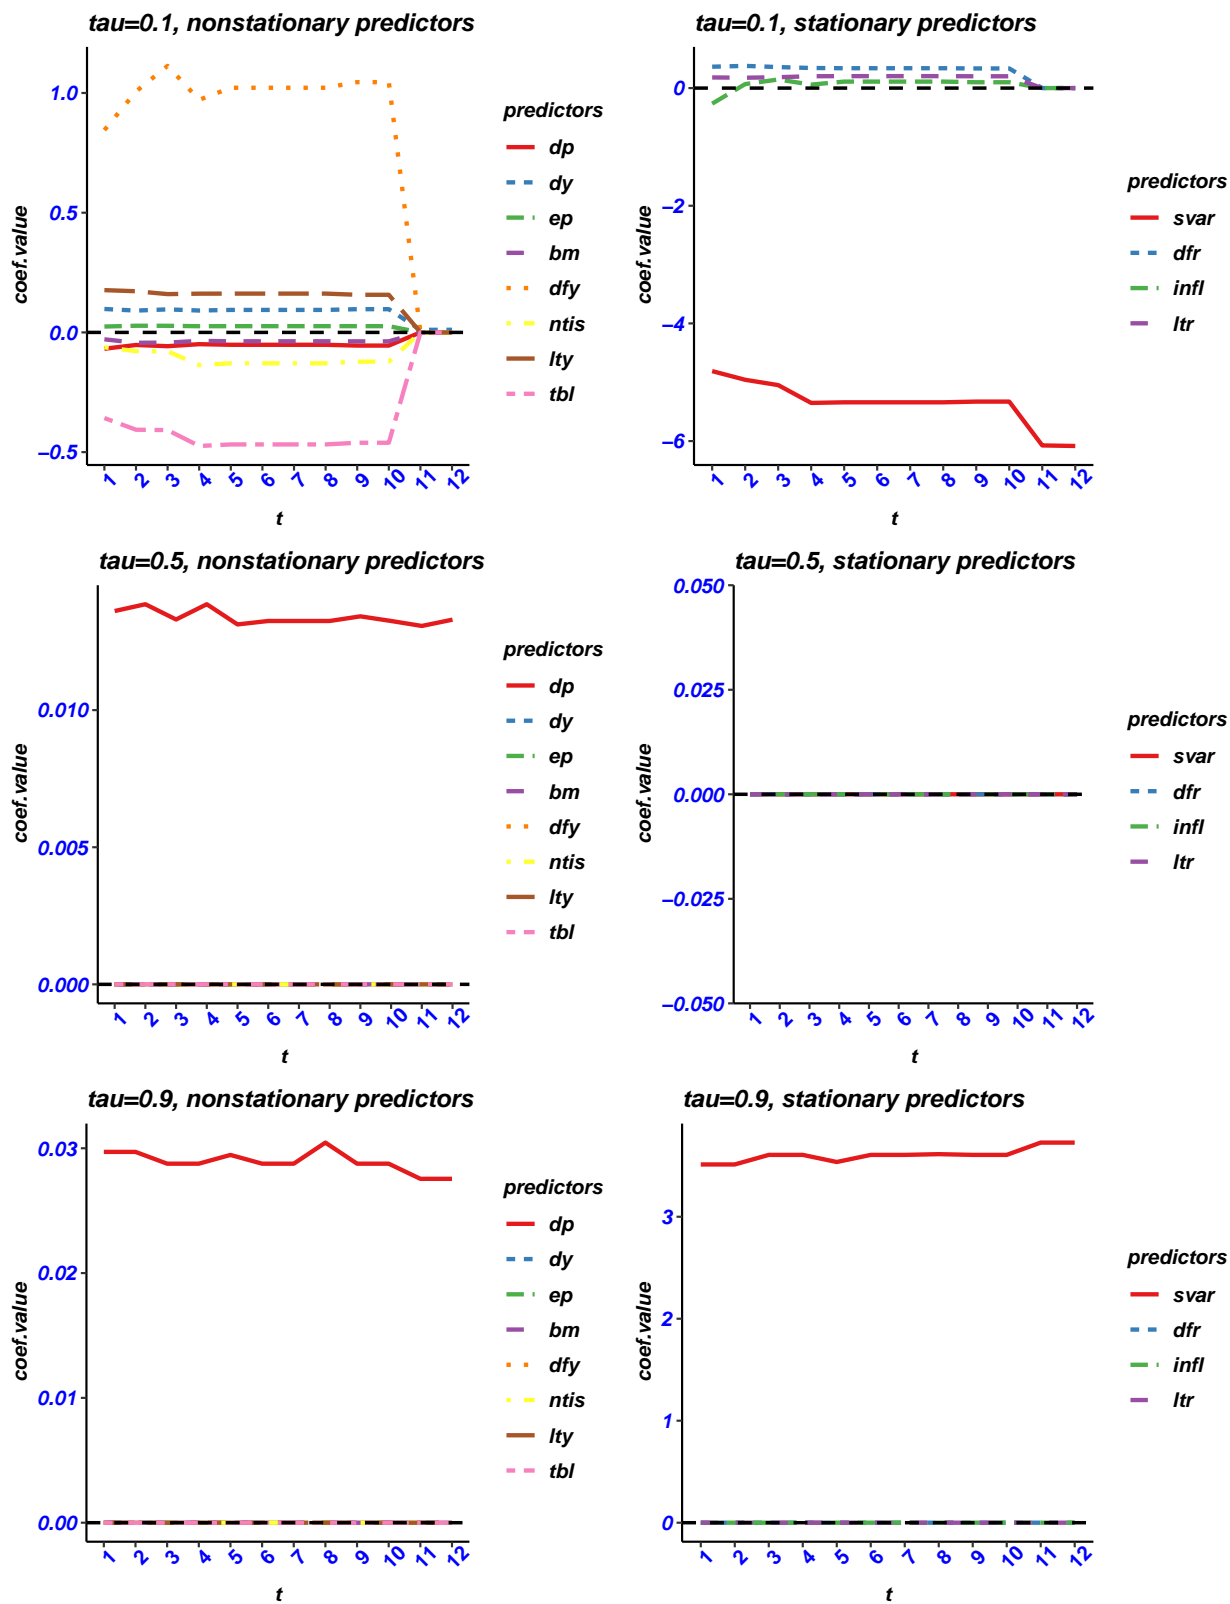 tau=0.1, nonstationary predictors
coef.value
1.0
0.5
0.0
−0.5
1 2 3 4 5 6 7 8 9 10 11 12
t
predictors
dp
dy
ep
bm
dfy
ntis
lty
tbl
tau=0.1, stationary predictors
coef.value
0
−2
−4
−6
1 2 3 4 5 6 7 8 9 10 11 12
t
predictors
svar
dfr
infl
ltr
tau=0.5, nonstationary predictors
coef.value
0.010
0.005
0.000
1 2 3 4 5 6 7 8 9 10 11 12
t
predictors
dp
dy
ep
bm
dfy
ntis
lty
tbl
tau=0.5, stationary predictors
coef.value
0.050
0.025
0.000
−0.025
−0.050
1 2 3 4 5 6 7 8 9 10 11 12
t
predictors
svar
dfr
infl
ltr
tau=0.9, nonstationary predictors
coef.value
0.03
0.02
0.01
0.00
1 2 3 4 5 6 7 8 9 10 11 12
t
predictors
dp
dy
ep
bm
dfy
ntis
lty
tbl
tau=0.9, stationary predictors
coef.value
3
2
1
0
1 2 3 4 5 6 7 8 9 10 11 12
t
predictors
svar
dfr
infl
ltr